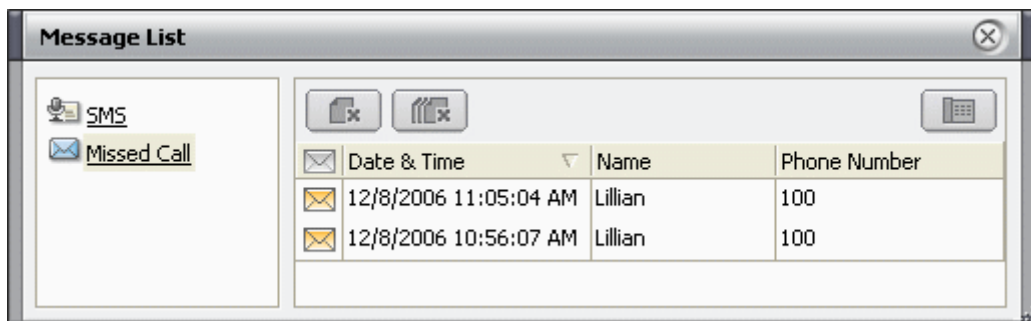 Message List
SMS
Missed Call
Date & Time Name Phone Number
12/8/2006 11:05:04 AM Lillian 100
12/8/2006 10:56:07 AM Lillian 100